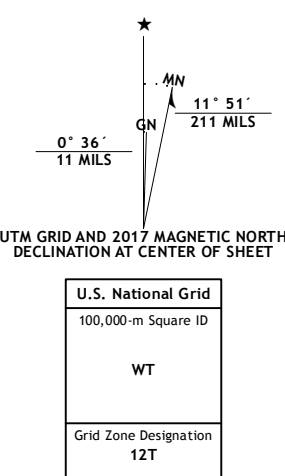 ★
MN
GN
11° 51´
211 MILS
0° 36´
11 MILS
UTM GRID AND 2017 MAGNETIC NORTH
DECLINATION AT CENTER OF SHEET
U.S. National Grid
100,000-m Square ID
WT
Grid Zone Designation
12T